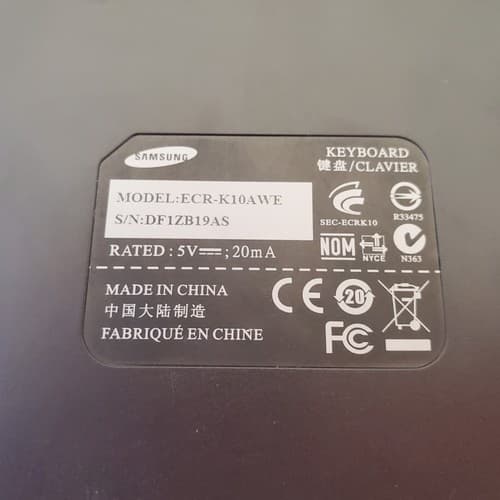 SAMSUNG
KEYBOARD
键盘/CLAVIER
MODEL:ECR-K10AWE
S/N:DF1ZB19AS
SEC-ECRK10
R33475
NOM
NYCE
N363
RATED : 5V ; 20mA
MADE IN CHINA
中国大陆制造
FABRIQUÉ EN CHINE
CE
20
FC